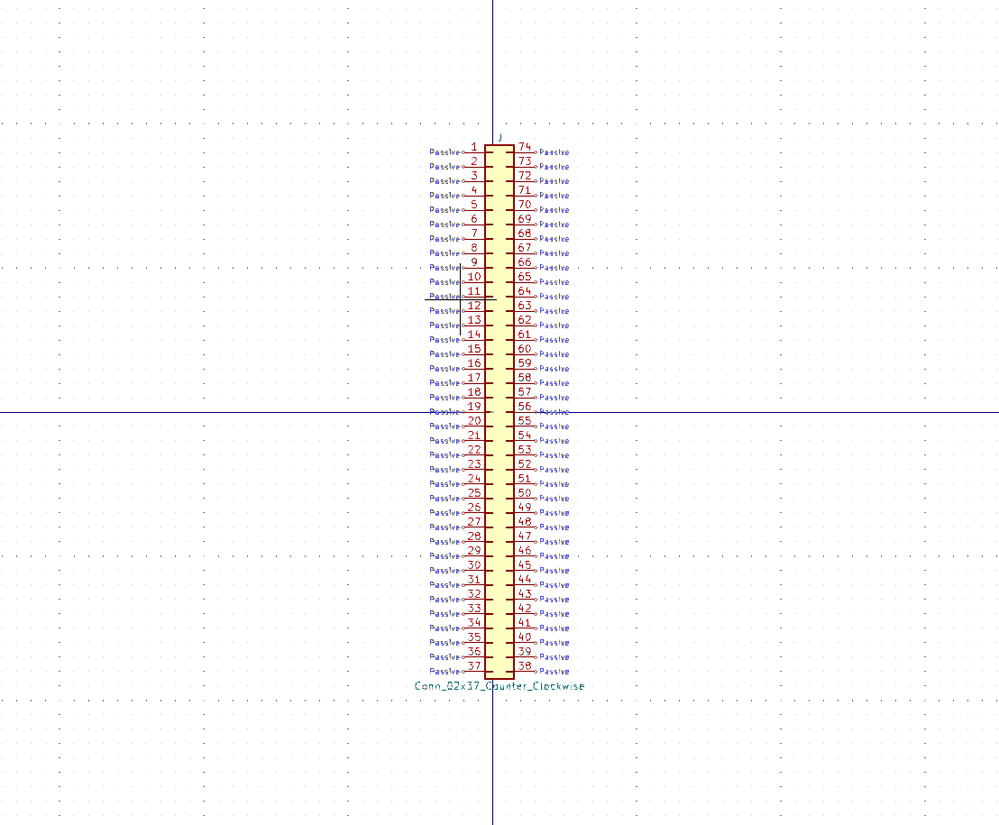 J
Passive 1 74 Passive
Passive 2 73 Passive
Passive 3 72 Passive
Passive 4 71 Passive
Passive 5 70 Passive
Passive 6 69 Passive
Passive 7 68 Passive
Passive 8 67 Passive
Passive 9 66 Passive
Passive 10 65 Passive
Passive 11 64 Passive
Passive 12 63 Passive
Passive 13 62 Passive
Passive 14 61 Passive
Passive 15 60 Passive
Passive 16 59 Passive
Passive 17 58 Passive
Passive 18 57 Passive
Passive 19 56 Passive
Passive 20 55 Passive
Passive 21 54 Passive
Passive 22 53 Passive
Passive 23 52 Passive
Passive 24 51 Passive
Passive 25 50 Passive
Passive 26 49 Passive
Passive 27 48 Passive
Passive 28 47 Passive
Passive 29 46 Passive
Passive 30 45 Passive
Passive 31 44 Passive
Passive 32 43 Passive
Passive 33 42 Passive
Passive 34 41 Passive
Passive 35 40 Passive
Passive 36 39 Passive
Passive 37 38 Passive
Conn_02x37_Counter_Clockwise